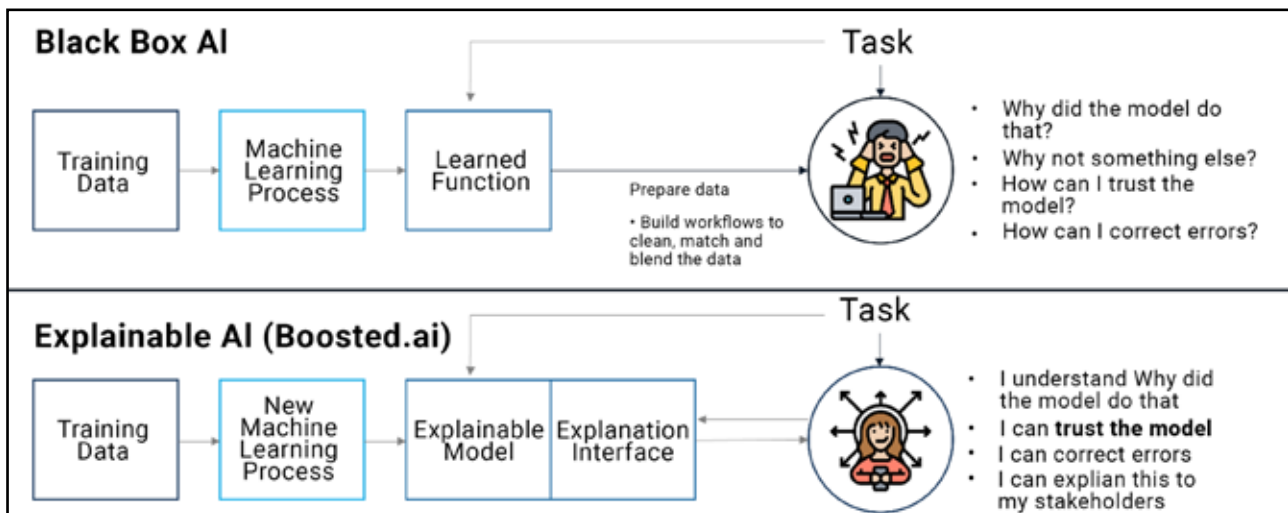 Black Box AI
Task
Training
Data
Machine
Learning
Process
Learned
Function
Prepare data
• Build workflows to
clean, match and
blend the data
• Why did the model do
that?
• Why not something else?
• How can I trust the
model?
• How can I correct errors?
Explainable AI (Boosted.ai)
Task
Training
Data
New
Machine
Learning
Process
Explainable
Model
Explanation
Interface
• I understand Why did
the model do that
• I can trust the model
• I can correct errors
• I can explian this to
my stakeholders